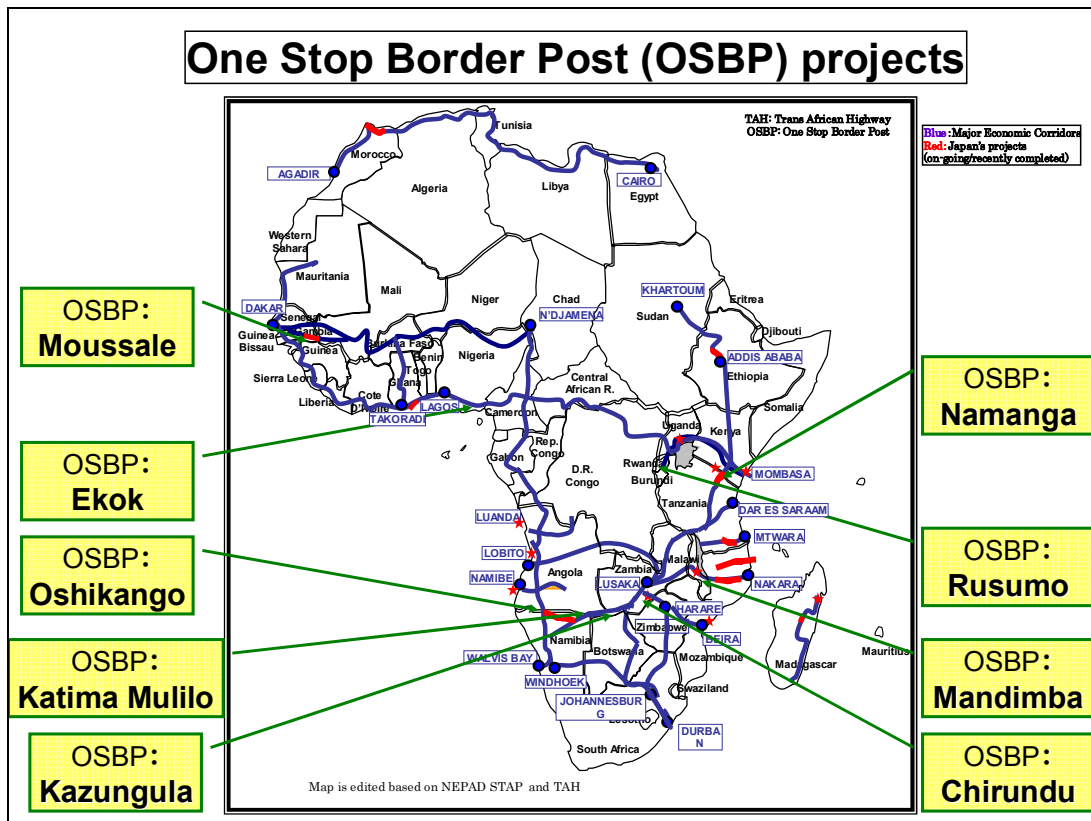 One Stop Border Post (OSBP) projects
TAH: Trans African Highway
OSBP: One Stop Border Post
Blue: Major Economic Corridors
Red: Japan's projects
(on-going/recently completed)
Tunisia
Morocco
AGADIR
Algeria
Libya
CAIRO
Egypt
Western
Sahara
Mauritania
Mali
Niger
Chad
KHARTOUM
Sudan
Eritrea
Djibouti
DAKAR
Senegal
Guinea
Bissau
Guinea
Burkina Faso
N'DJAMENA
Benin
Togo
Ghana
Nigeria
ADDIS ABABA
Ethiopia
Sierra Leone
Liberia
Cote
TAKORADI
LAGOS
Cameroon
Central
African R.
Somalia
Uganda
Kenya
Gabon
Rep.
Congo
D.R.
Congo
Rwanda
Burundi
MOMBASA
Tanzania
DAR ES SARAAM
LUANDA
MTWARA
LOBITO
Angola
Zambia
Malawi
NAMIBE
LUSAKA
NAKARA
HARARE
Zimbabwe
BEIRA
Namibia
Botswana
Mozambique
Madagascar
Mauritius
WALVIS BAY
WINDHOEK
Swaziland
JOHANNESBUR
G
Lesotho
DURBA
N
South Africa
Map is edited based on NEPAD STAP and TAH
OSBP:
Moussale
OSBP:
Ekok
OSBP:
Oshikango
OSBP:
Katima Mulilo
OSBP:
Kazungula
OSBP:
Namanga
OSBP:
Rusumo
OSBP:
Mandimba
OSBP:
Chirundu